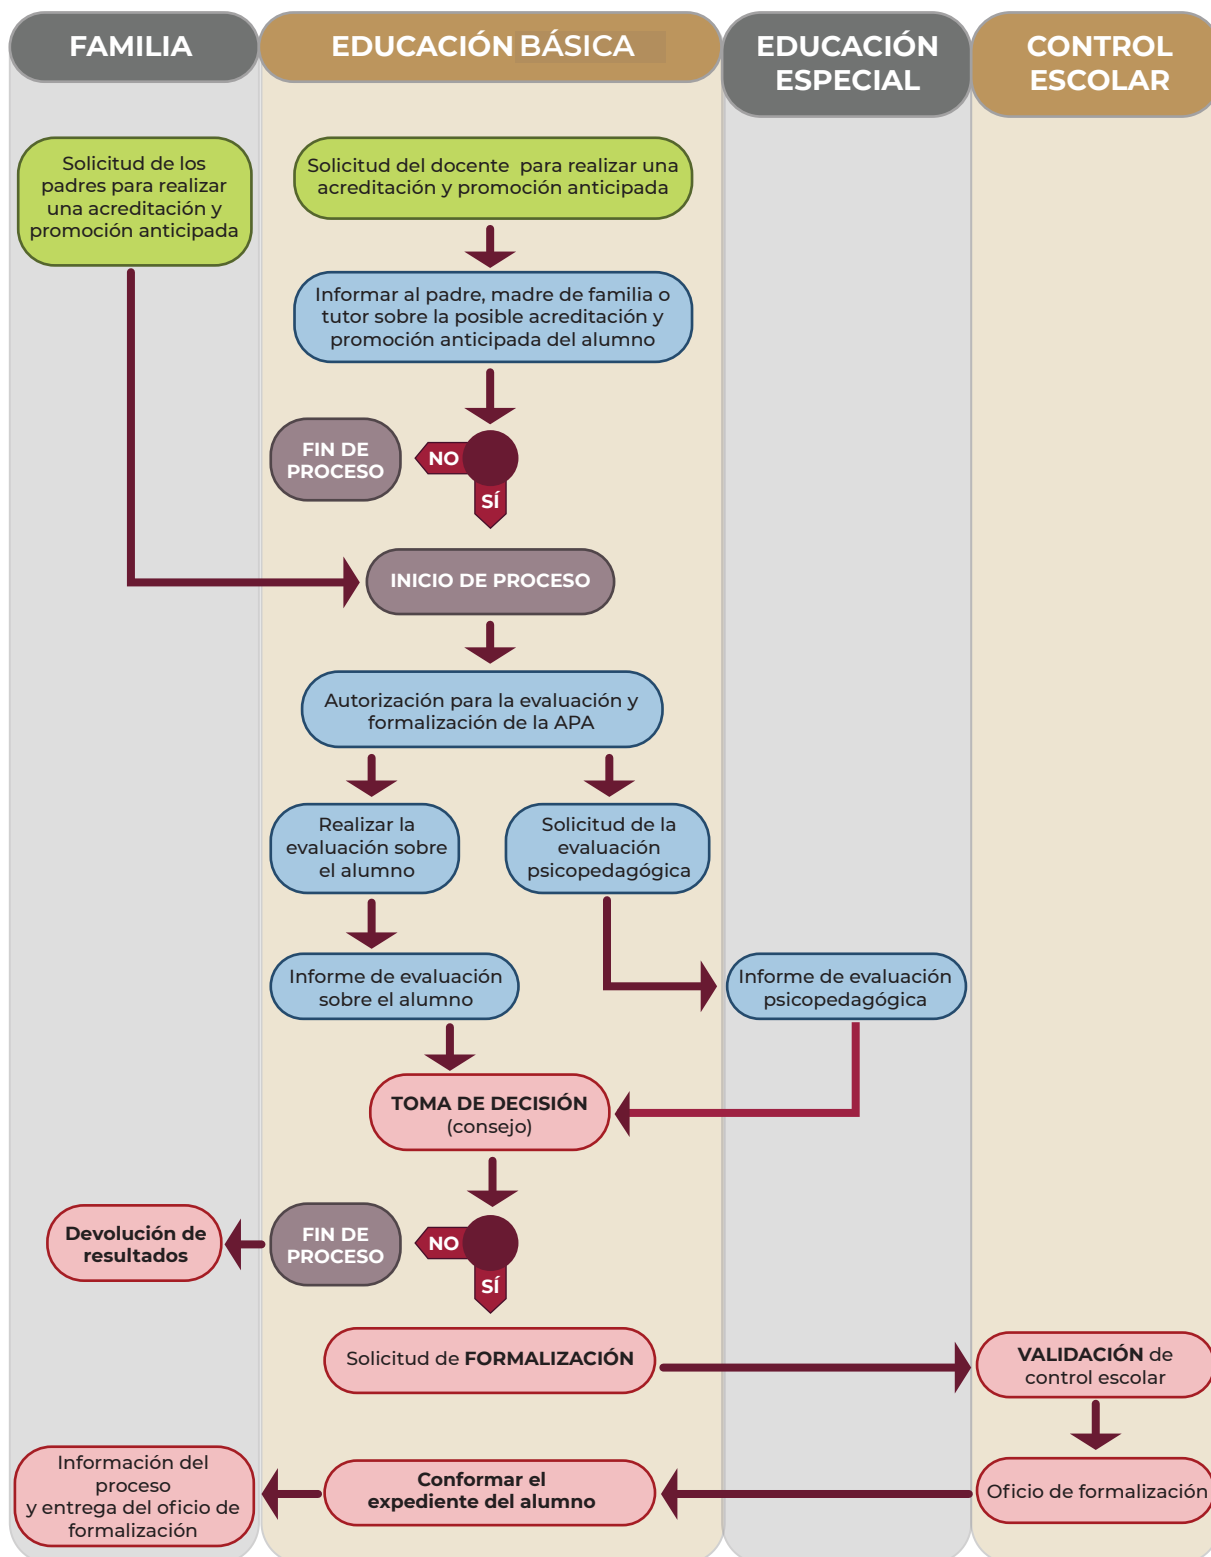 FAMILIA
EDUCACIÓN BÁSICA
EDUCACIÓN
ESPECIAL
CONTROL
ESCOLAR
Solicitud de los
padres para realizar
una acreditación y
promoción anticipada
Solicitud del docente para realizar una
acreditación y promoción anticipada
Informar al padre, madre de familia o
tutor sobre la posible acreditación y
promoción anticipada del alumno
FIN DE
PROCESO
NO
SÍ
INICIO DE PROCESO
Autorización para la evaluación y
formalización de la APA
Realizar la
evaluación sobre
el alumno
Solicitud de la
evaluación
psicopedagógica
Informe de evaluación
sobre el alumno
Informe de evaluación
psicopedagógica
TOMA DE DECISIÓN
(consejo)
Devolución de
resultados
FIN DE
PROCESO
NO
SÍ
Solicitud de FORMALIZACIÓN
VALIDACIÓN de
control escolar
Información del
proceso
y entrega del oficio de
formalización
Conformar el
expediente del alumno
Oficio de formalización